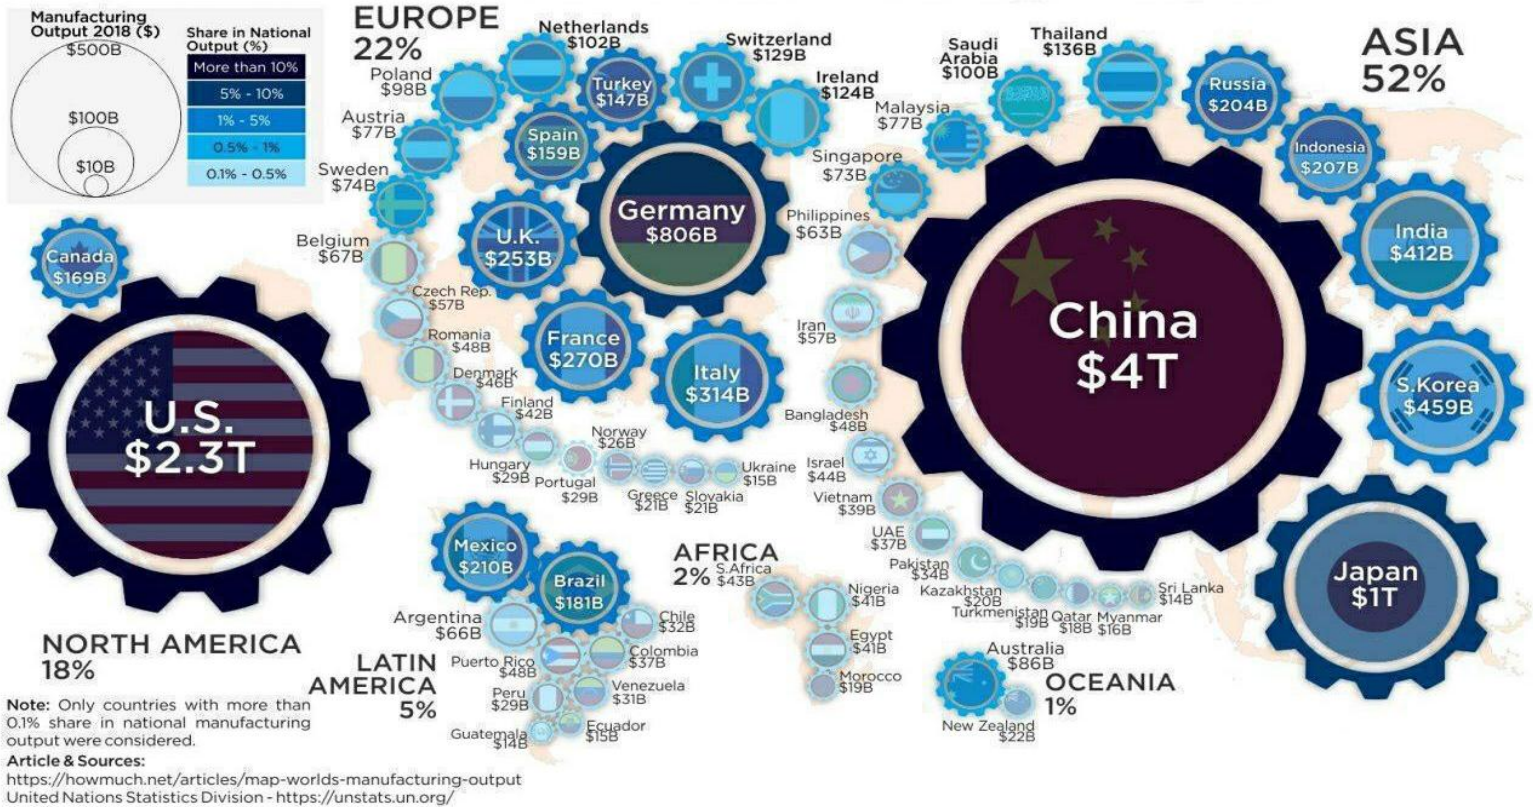 Manufacturing
Output 2018 ($)
$500B
$100B
$10B
Share in National
Output (%)
More than 10%
5% - 10%
1% - 5%
0.5% - 1%
0.1% - 0.5%
EUROPE
22%
Netherlands
$102B
Switzerland
$129B
Ireland
$124B
Poland
$98B
Turkey
$147B
Austria
$77B
Spain
$159B
Sweden
$74B
Germany
$806B
Belgium
$67B
U.K.
$253B
Czech Rep.
$57B
France
$270B
Romania
$48B
Italy
$314B
Denmark
$46B
Finland
$42B
Hungary
$29B
Portugal
$29B
Norway
$26B
Greece
$21B
Slovakia
$21B
Ukraine
$15B
ASIA
52%
Saudi
Arabia
$100B
Thailand
$136B
Russia
$204B
Malaysia
$77B
Indonesia
$207B
Singapore
$73B
Philippines
$63B
India
$412B
Iran
$57B
China
$4T
S.Korea
$459B
Bangladesh
$48B
Israel
$44B
Vietnam
$39B
UAE
$37B
Pakistan
$34B
Kazakhstan
$20B
Turkmenistan
$19B
Qatar
$18B
Myanmar
$16B
Sri Lanka
$14B
Japan
$1T
Canada
$169B
U.S.
$2.3T
NORTH AMERICA
18%
Mexico
$210B
Brazil
$181B
Argentina
$66B
Chile
$32B
Puerto Rico
$48B
Colombia
$37B
LATIN
AMERICA
5%
Peru
$29B
Venezuela
$31B
Guatemala
$14B
Ecuador
$15B
AFRICA
2%
S.Africa
$43B
Nigeria
$41B
Egypt
$41B
Morocco
$19B
Australia
$86B
OCEANIA
1%
New Zealand
$22B
Note: Only countries with more than
0.1% share in national manufacturing
output were considered.
Article & Sources:
https://howmuch.net/articles/map-worlds-manufacturing-output
United Nations Statistics Division - https://unstats.un.org/